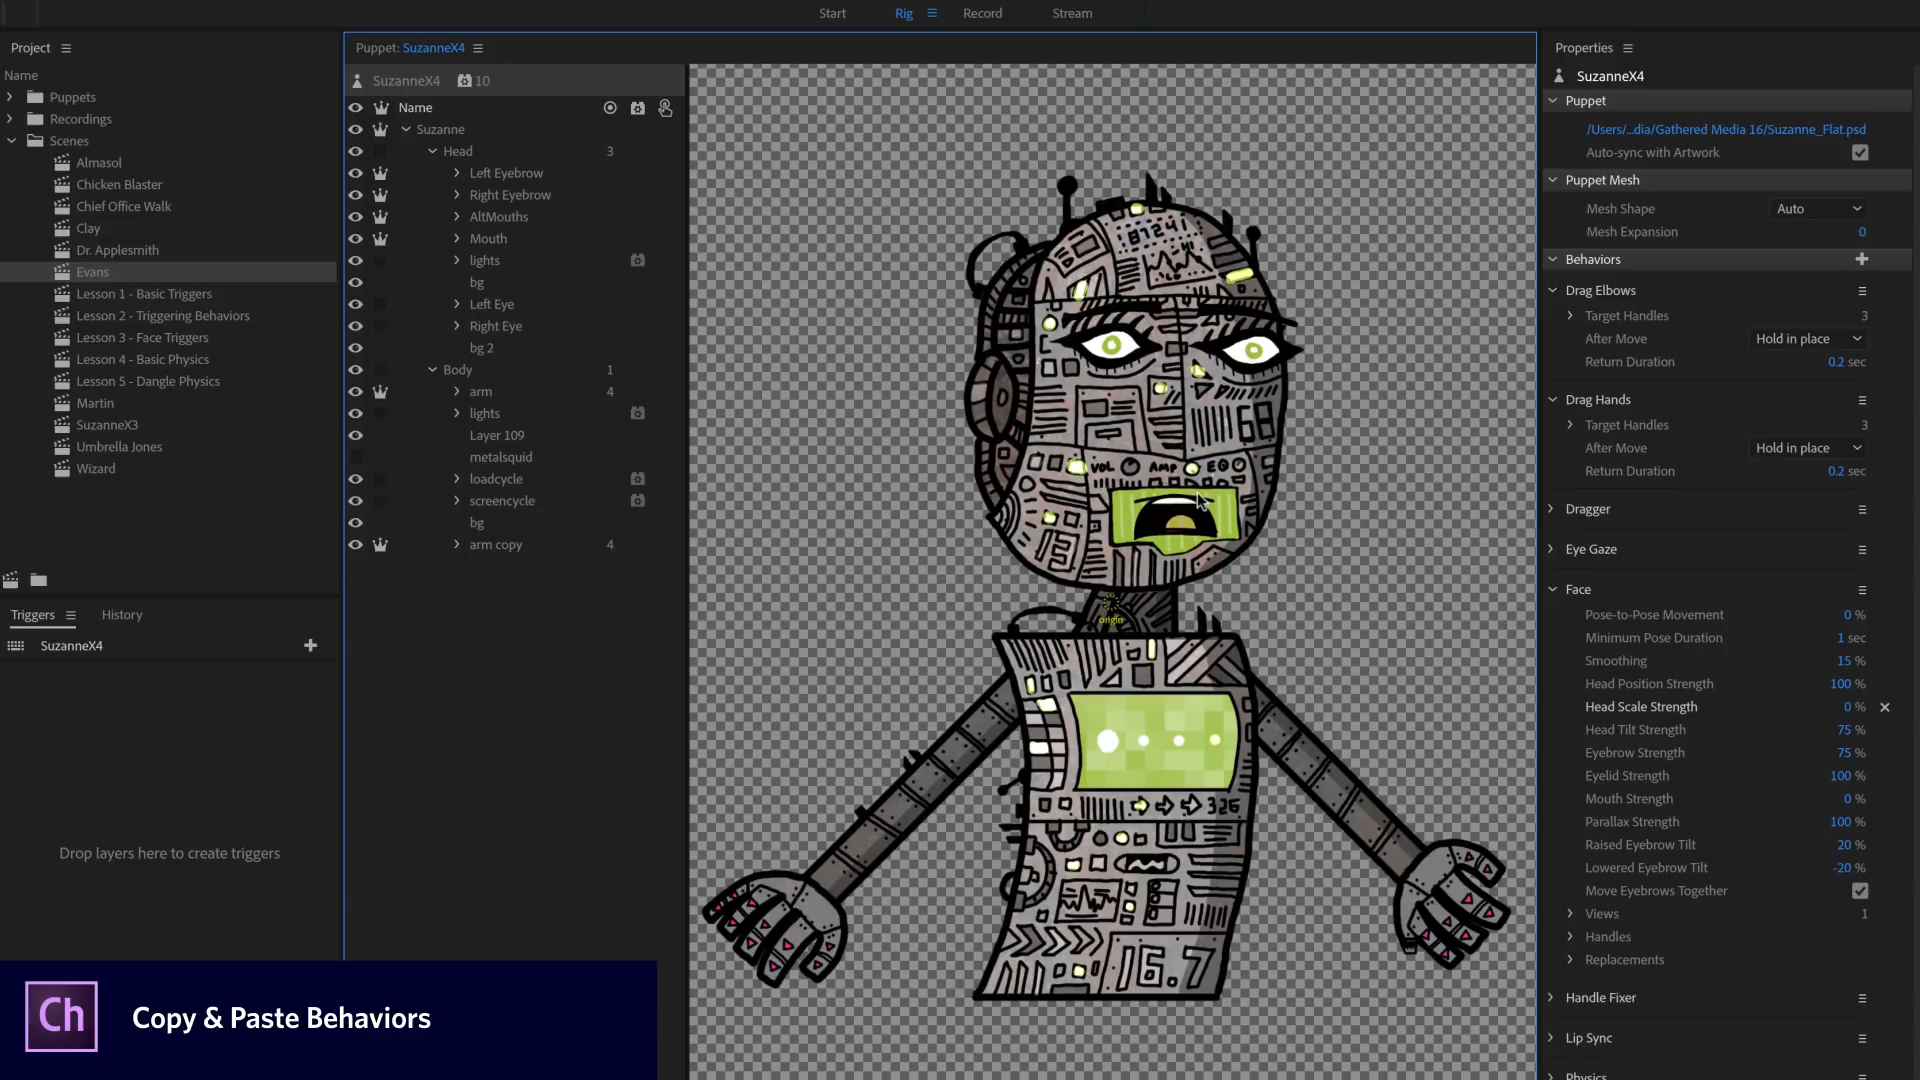 Start
Rig
Record
Stream
Project
Name
Puppets
Recordings
Scenes
Almasol
Chicken Blaster
Chief Office Walk
Clay
Dr. Applesmith
Evans
Lesson 1 - Basic Triggers
Lesson 2 - Triggering Behaviors
Lesson 3 - Face Triggers
Lesson 4 - Basic Physics
Lesson 5 - Dangle Physics
Martin
SuzanneX3
Umbrella Jones
Wizard
Triggers
History
SuzanneX4
Drop layers here to create triggers
Puppet: SuzanneX4
SuzanneX4 10
Name
Suzanne
Head 3
Left Eyebrow
Right Eyebrow
AltMouths
Mouth
lights
bg
Left Eye
Right Eye
bg 2
Body 1
arm 4
lights
Layer 109
metalsquid
loadcycle
screencycle
bg
arm copy 4
87241
68
VOL AMP EQ
13
origin
326
16.7
Properties
SuzanneX4
Puppet
/Users/...dia/Gathered Media 16/Suzanne_Flat.psd
Auto-sync with Artwork
Puppet Mesh
Mesh Shape Auto
Mesh Expansion 0
Behaviors
Drag Elbows
Target Handles 3
After Move Hold in place
Return Duration 0.2 sec
Drag Hands
Target Handles 3
After Move Hold in place
Return Duration 0.2 sec
Dragger
Eye Gaze
Face
Pose-to-Pose Movement 0 %
Minimum Pose Duration 1 sec
Smoothing 15 %
Head Position Strength 100 %
Head Scale Strength 0 %
Head Tilt Strength 75 %
Eyebrow Strength 75 %
Eyelid Strength 100 %
Mouth Strength 0 %
Parallax Strength 100 %
Raised Eyebrow Tilt 20 %
Lowered Eyebrow Tilt -20 %
Move Eyebrows Together
Views 1
Handles
Replacements
Handle Fixer
Lip Sync
Physics
Ch
Copy & Paste Behaviors